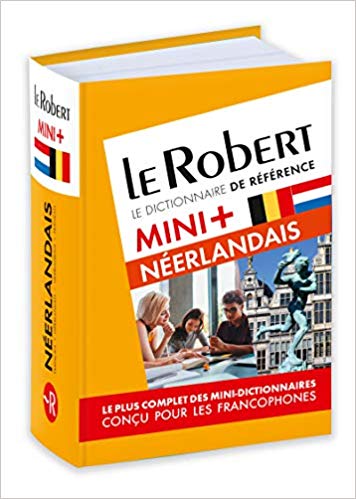 le Robert
MINI+
NÉERLANDAIS
R
le Robert
LE DICTIONNAIRE DE RÉFÉRENCE
MINI+
NÉERLANDAIS
LE PLUS COMPLET DES MINI-DICTIONNAIRES
CONÇU POUR LES FRANCOPHONES